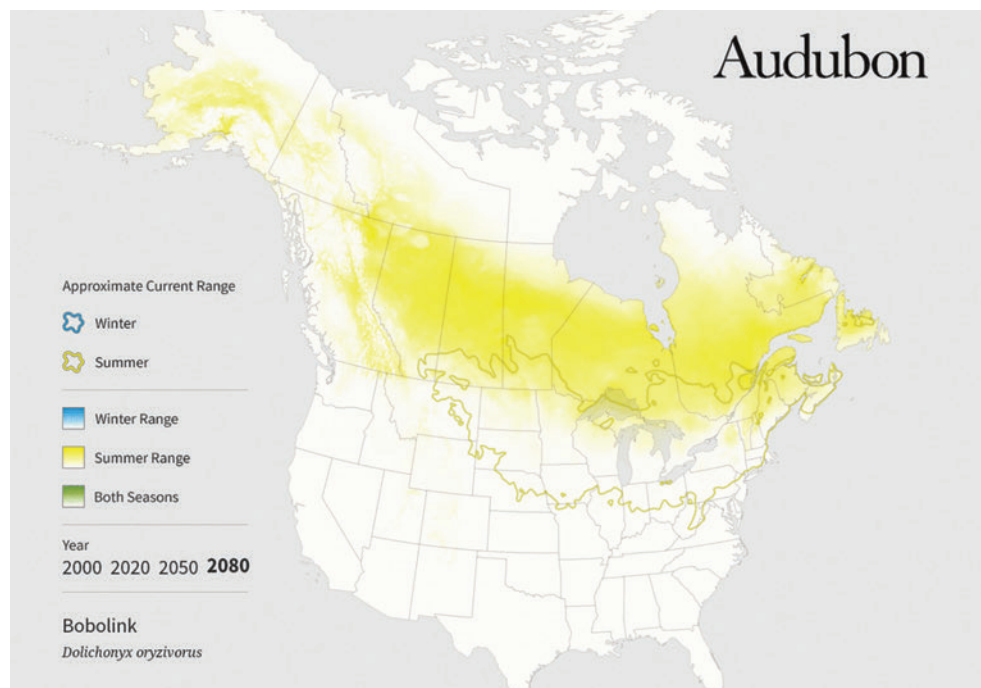 Audubon
Approximate Current Range
Winter
Summer
Winter Range
Summer Range
Both Seasons
Year
2000 2020 2050 2080
Bobolink
Dolichonyx oryzivorus